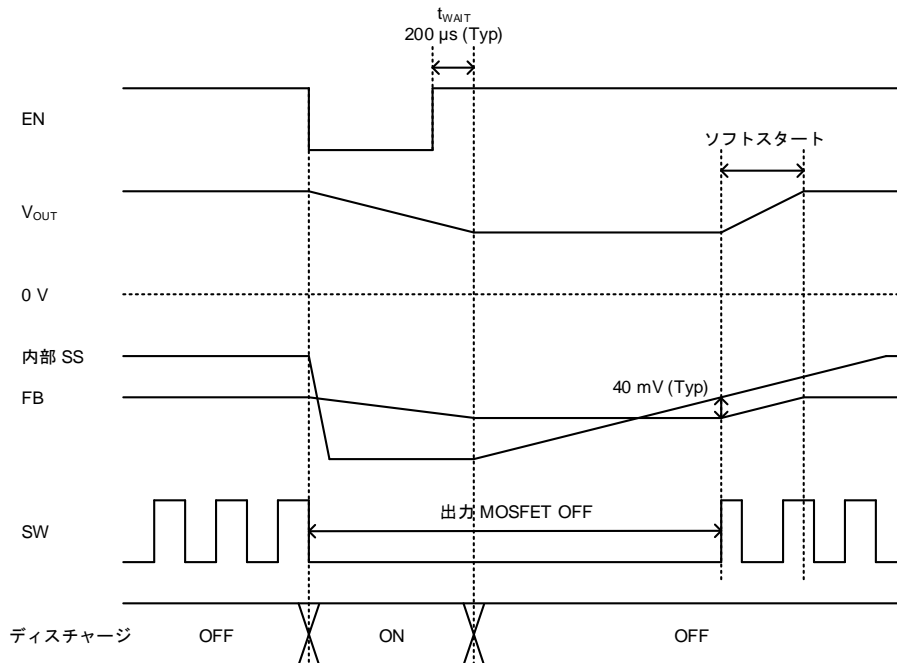 tWAIT
200 µs (Typ)
EN
ソフトスタート
VOUT
0 V
内部 SS
FB
40 mV (Typ)
SW
出力 MOSFET OFF
ディスチャージ
OFF
ON
OFF